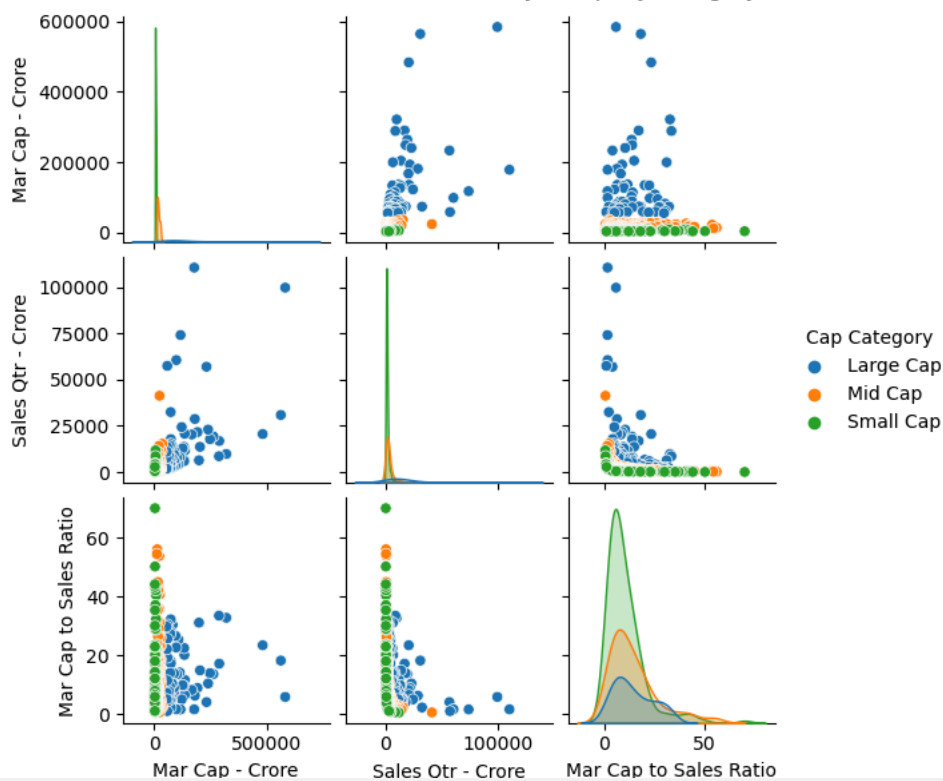 600000
400000
200000
0
Mar Cap - Crore
100000
75000
50000
25000
0
Sales Qtr - Crore
Cap Category
Large Cap
Mid Cap
Small Cap
60
40
20
0
Mar Cap to Sales Ratio
0 500000
0 100000
0 50
Mar Cap - Crore
Sales Qtr - Crore
Mar Cap to Sales Ratio